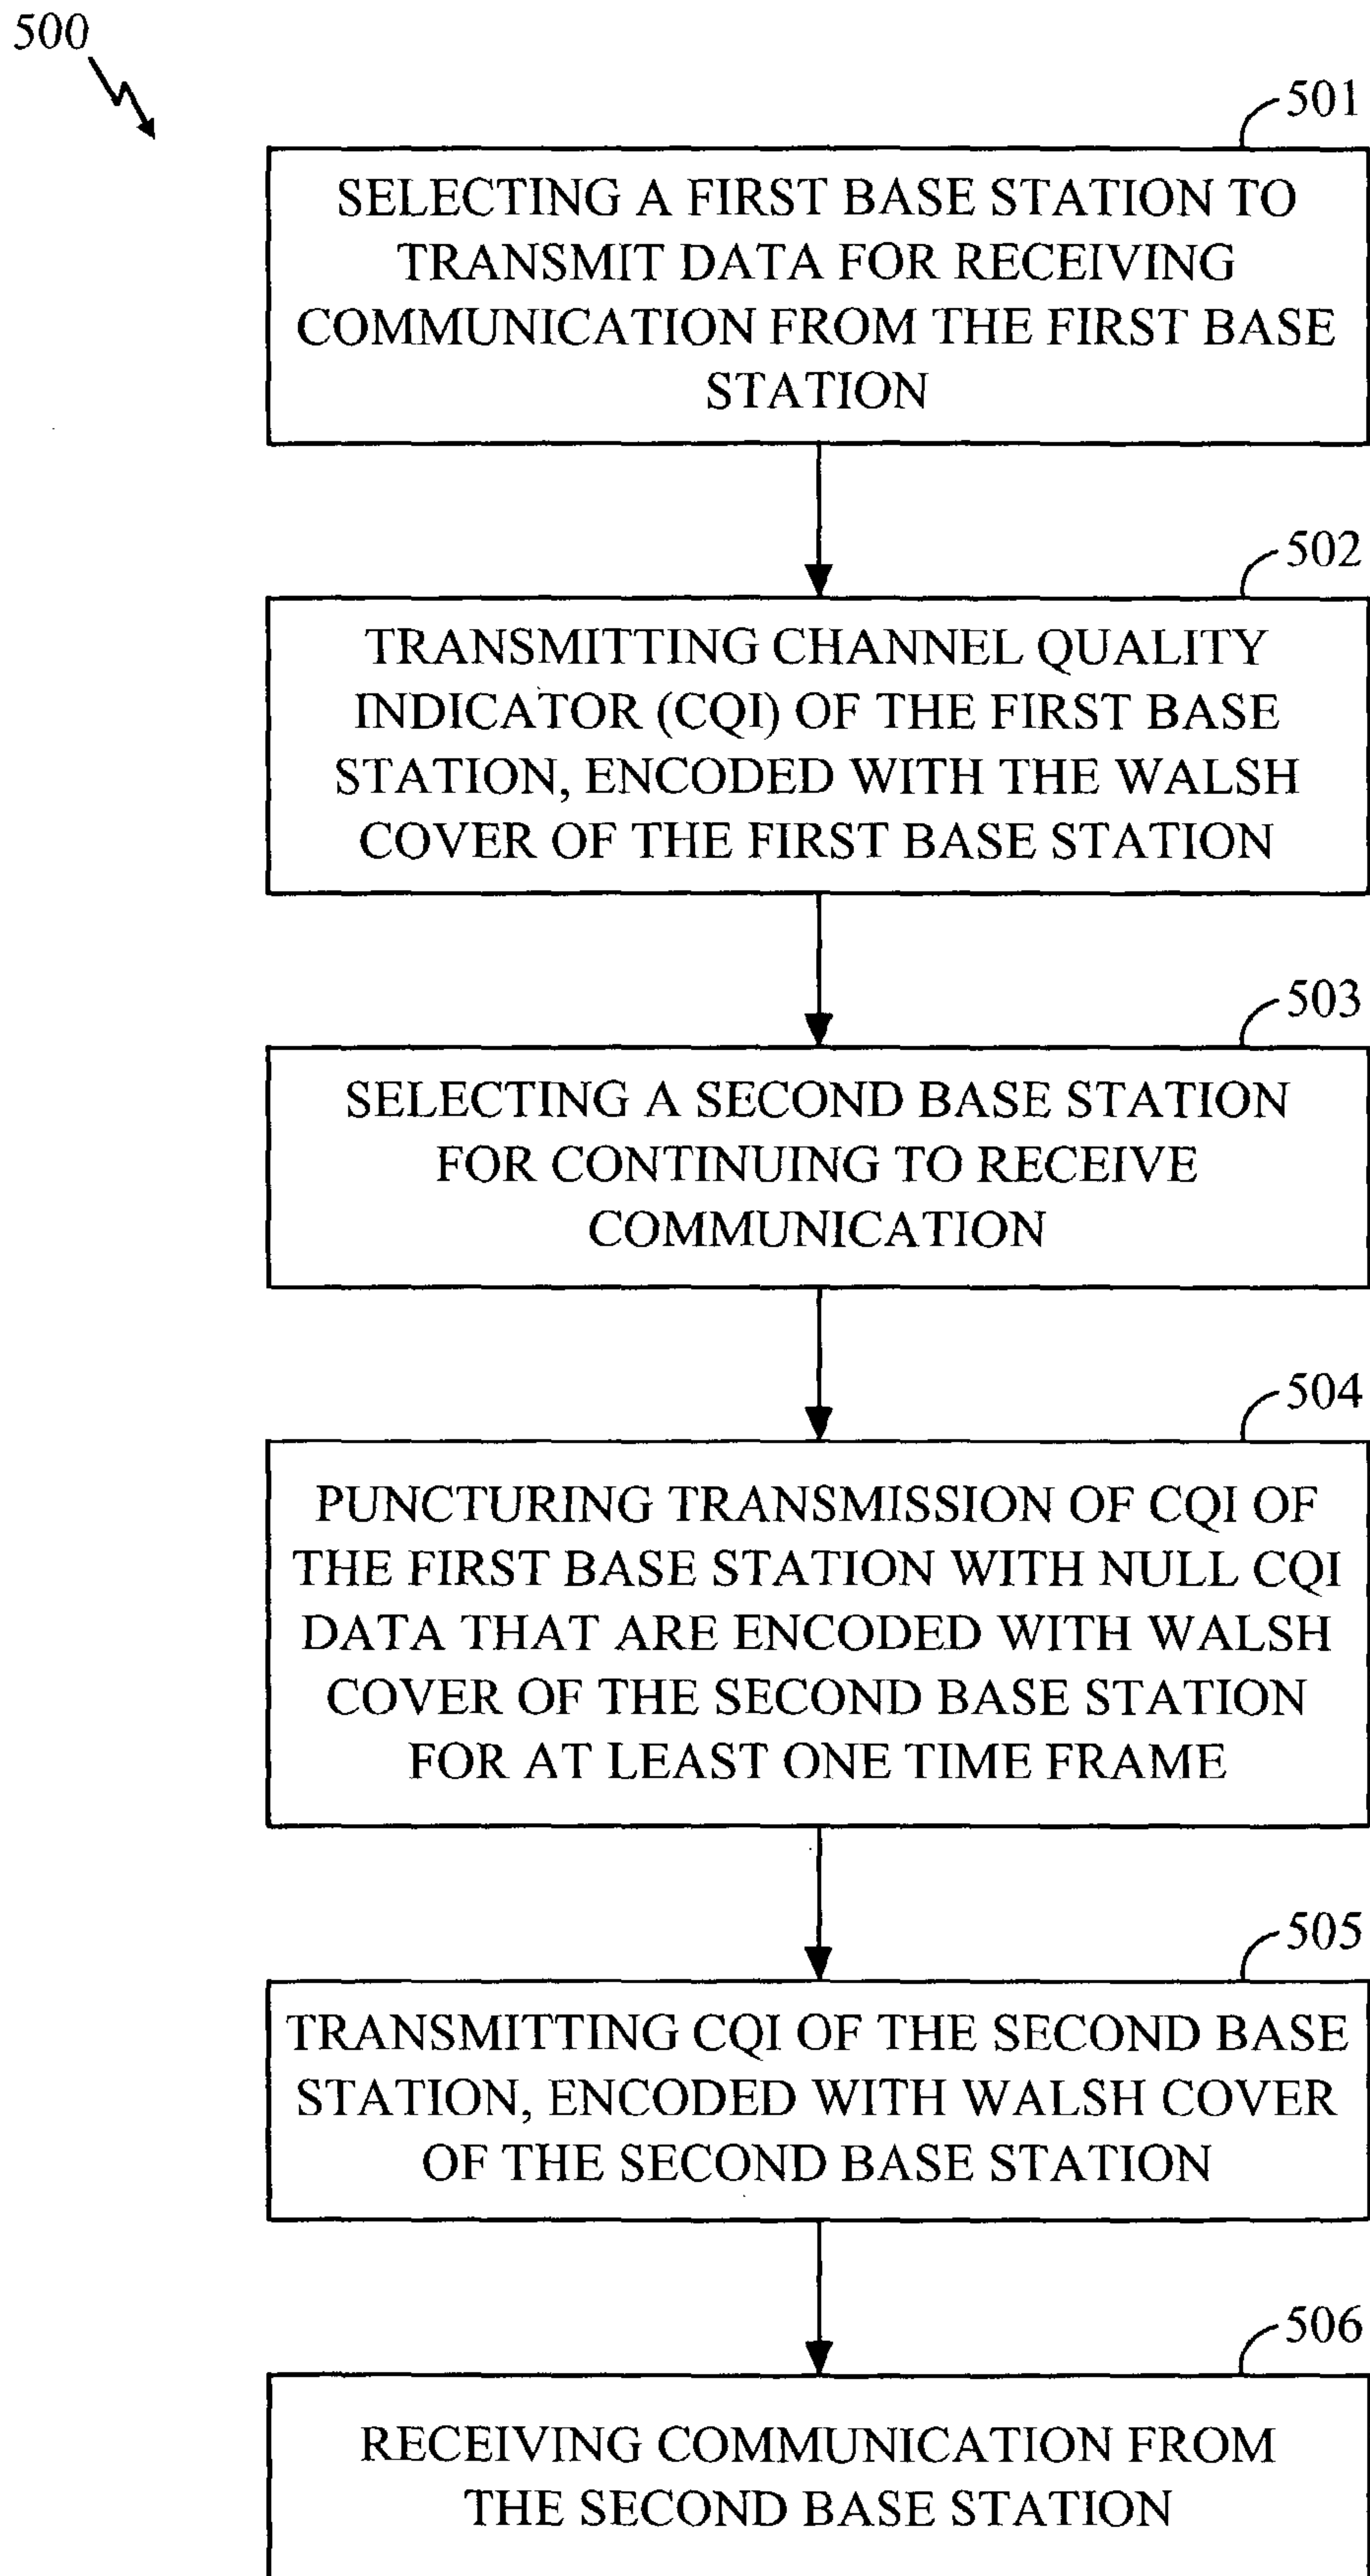 500
501
SELECTING A FIRST BASE STATION TO
TRANSMIT DATA FOR RECEIVING
COMMUNICATION FROM THE FIRST BASE
STATION
502
TRANSMITTING CHANNEL QUALITY
INDICATOR (CQI) OF THE FIRST BASE
STATION, ENCODED WITH THE WALSH
COVER OF THE FIRST BASE STATION
503
SELECTING A SECOND BASE STATION
FOR CONTINUING TO RECEIVE
COMMUNICATION
504
PUNCTURING TRANSMISSION OF CQI OF
THE FIRST BASE STATION WITH NULL CQI
DATA THAT ARE ENCODED WITH WALSH
COVER OF THE SECOND BASE STATION
FOR AT LEAST ONE TIME FRAME
505
TRANSMITTING CQI OF THE SECOND BASE
STATION, ENCODED WITH WALSH COVER
OF THE SECOND BASE STATION
506
RECEIVING COMMUNICATION FROM
THE SECOND BASE STATION